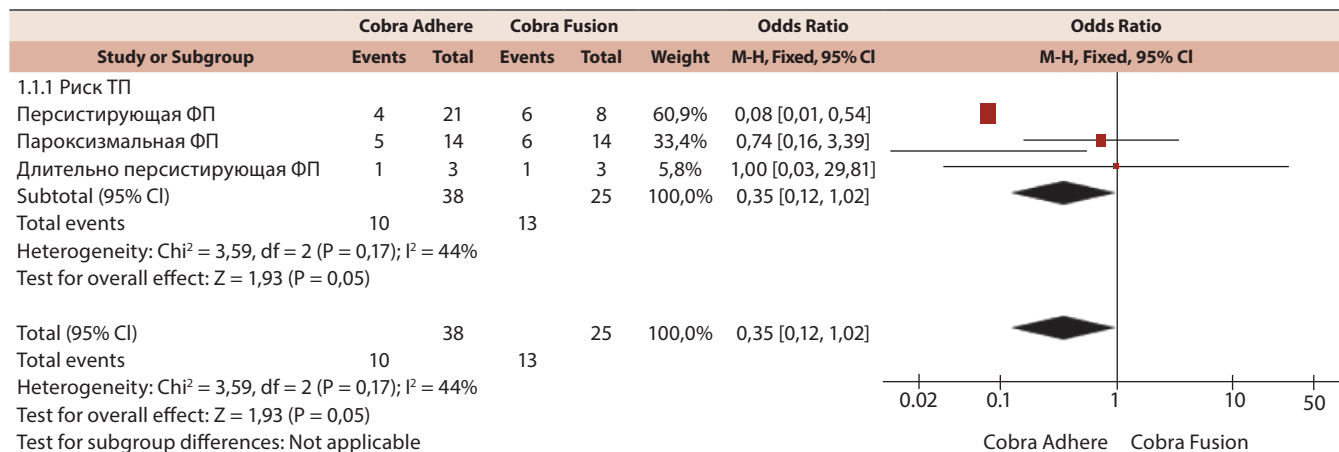 Cobra Adhere Cobra Fusion Odds Ratio Odds Ratio
Study or Subgroup Events Total Events Total Weight M-H, Fixed, 95% Cl M-H, Fixed, 95% Cl
1.1.1 Риск ТП
Персистирующая ФП 4 21 6 8 60,9% 0,08 [0,01, 0,54]
Пароксизмальная ФП 5 14 6 14 33,4% 0,74 [0,16, 3,39]
Длительно персистирующая ФП 1 3 1 3 5,8% 1,00 [0,03, 29,81]
Subtotal (95% Cl) 38 25 100,0% 0,35 [0,12, 1,02]
Total events 10 13
Heterogeneity: Chi² = 3,59, df = 2 (P = 0,17); I² = 44%
Test for overall effect: Z = 1,93 (P = 0,05)
Total (95% Cl) 38 25 100,0% 0,35 [0,12, 1,02]
Total events 10 13
Heterogeneity: Chi² = 3,59, df = 2 (P = 0,17); I² = 44%
0.02 0.1 1 10 50
Test for overall effect: Z = 1,93 (P = 0,05)
Test for subgroup differences: Not applicable Cobra Adhere Cobra Fusion